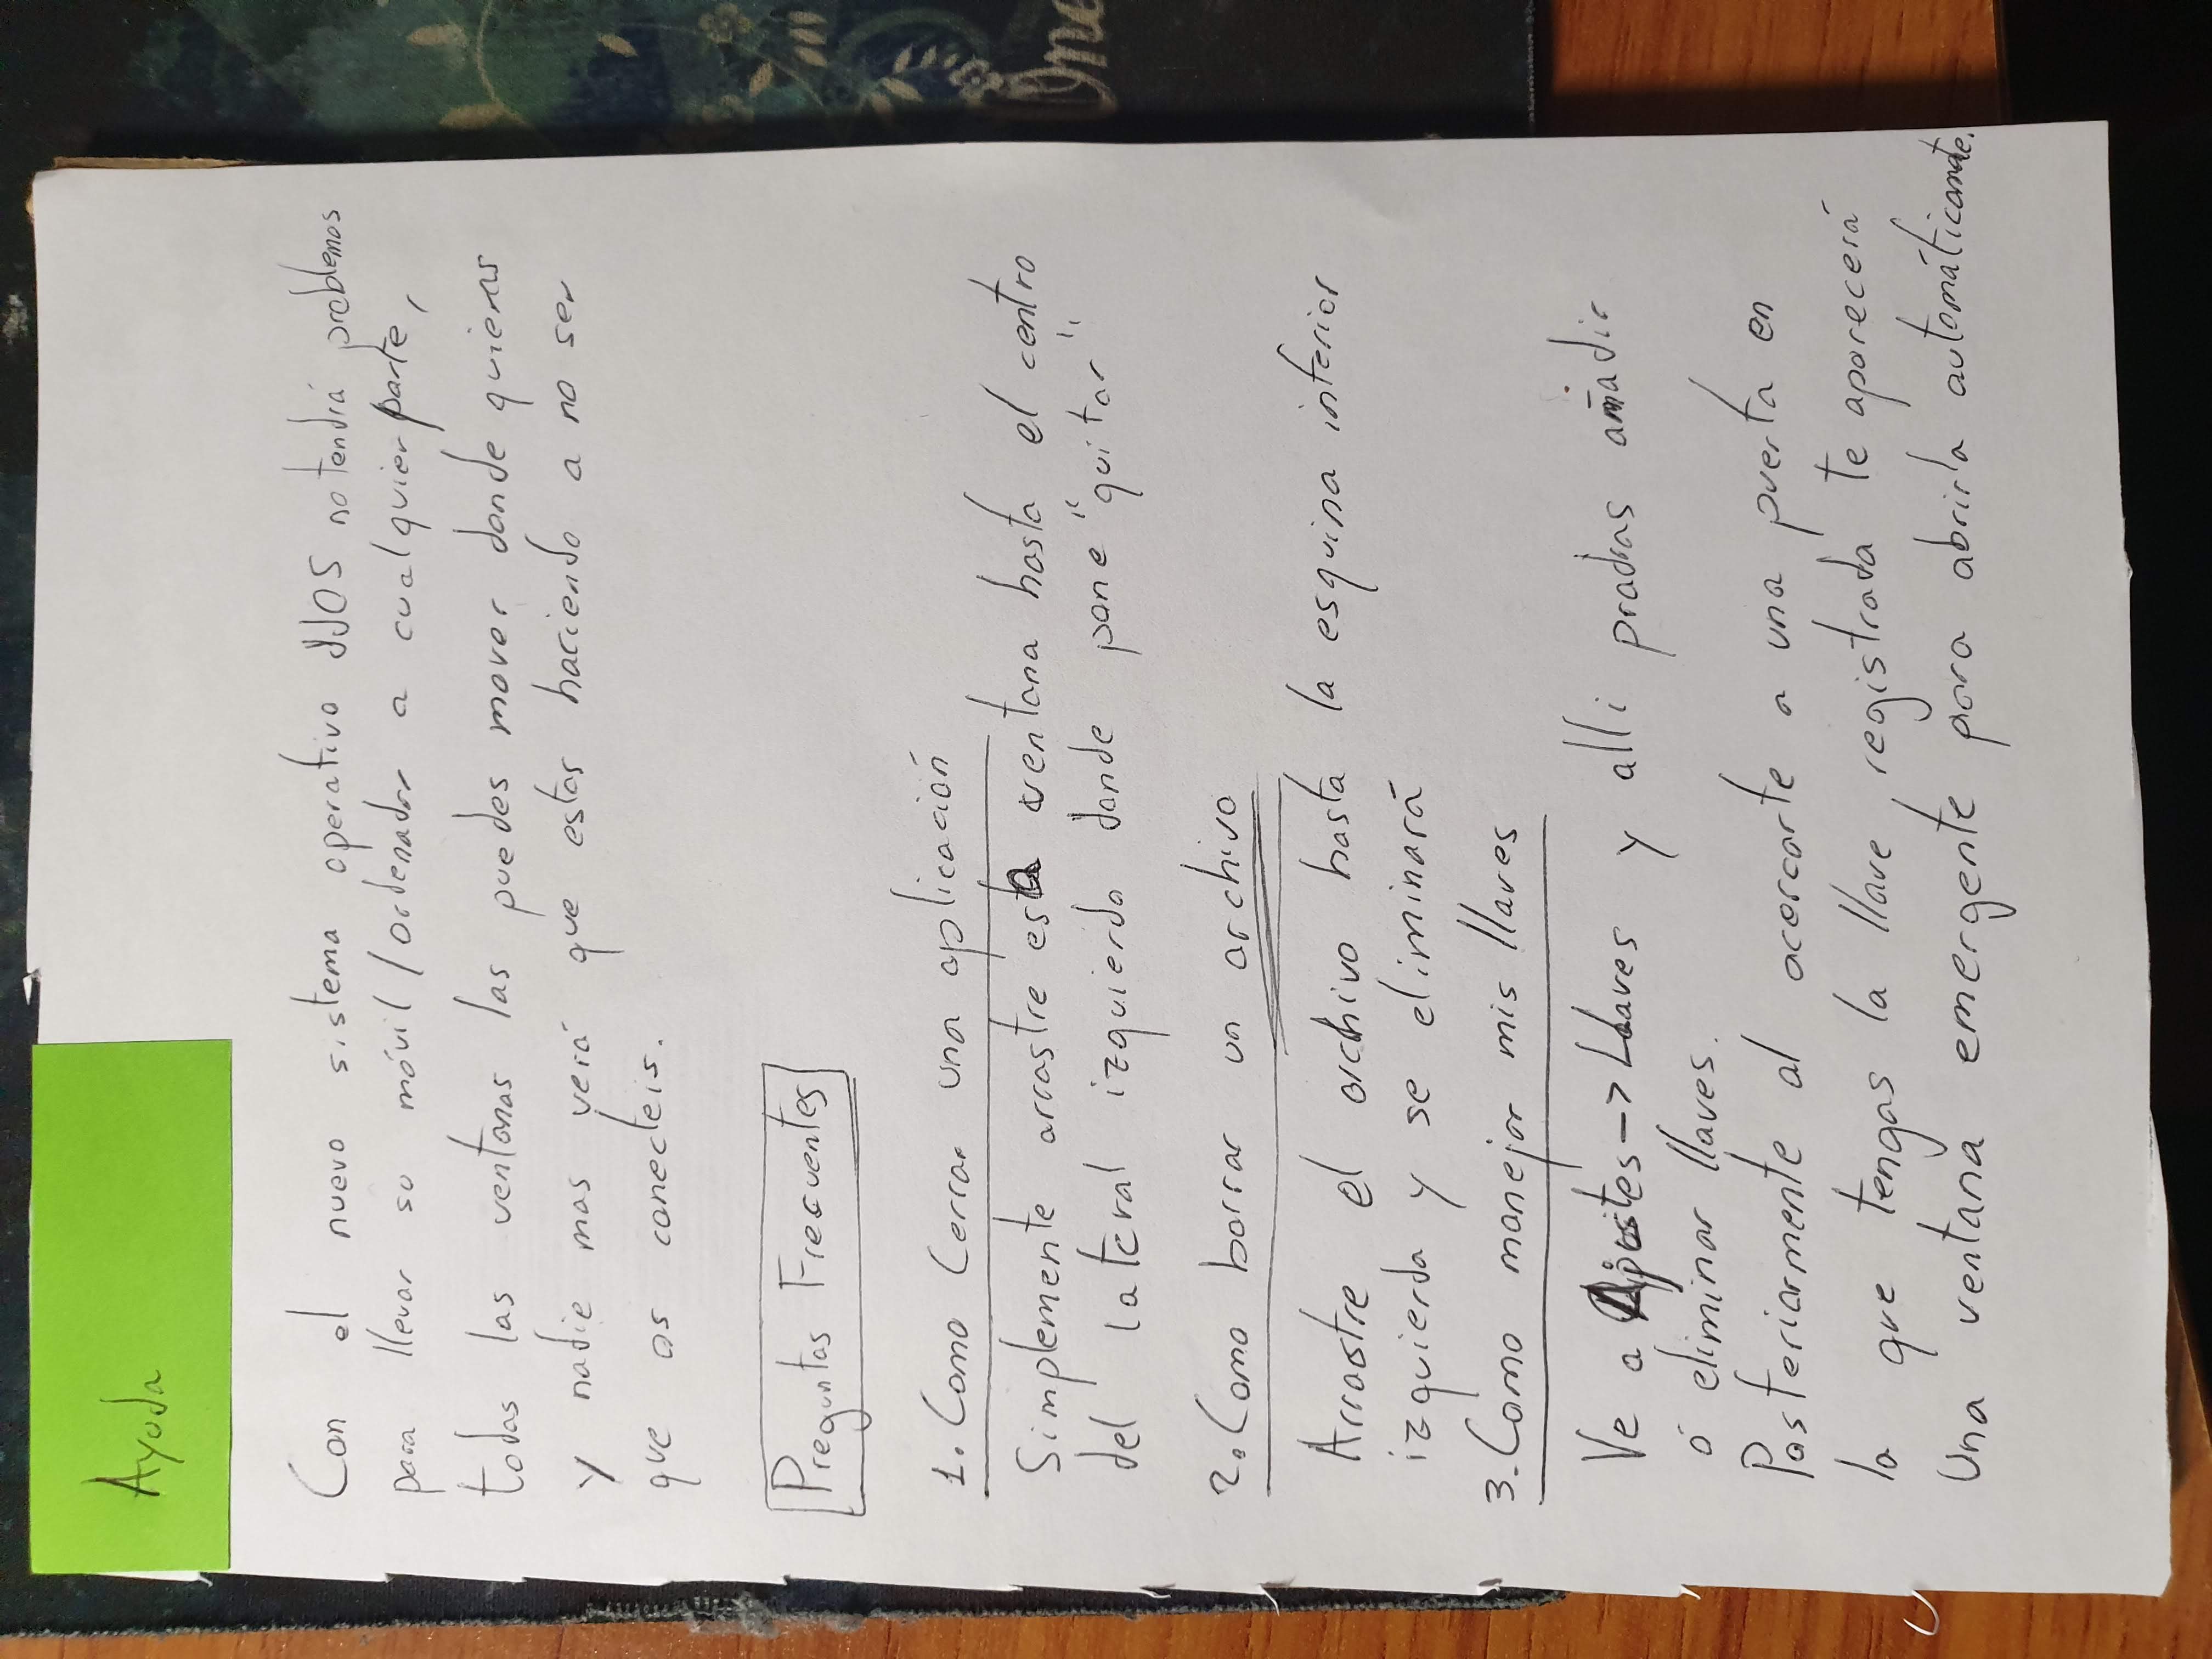 Ayuda
Con el nuevo sistema operativo JJOS no tendrá problemas
para llevar su móvil / ordenador a cualquier parte,
todas las ventanas las puedes mover donde quieras
y nadie mas verá que estas haciendo a no ser
que os conecteis.
Preguntas Frecuentes
1. Como Cerrar una aplicación
Simplemente arrastre esta ventana hasta el centro
del lateral izquierdo donde pone "quitar"
2. Como borrar un archivo
Arrastre el archivo hasta la esquina inferior
izquierda y se eliminará
3. Como manejar mis llaves
Ve a Ajustes -> Llaves y alli prodras añadir
ó eliminar llaves.
Posteriormente al acercarte a una puerta en
la que tengas la llave registrada te aparecerá
una ventana emergente para abrirla automáticamte.